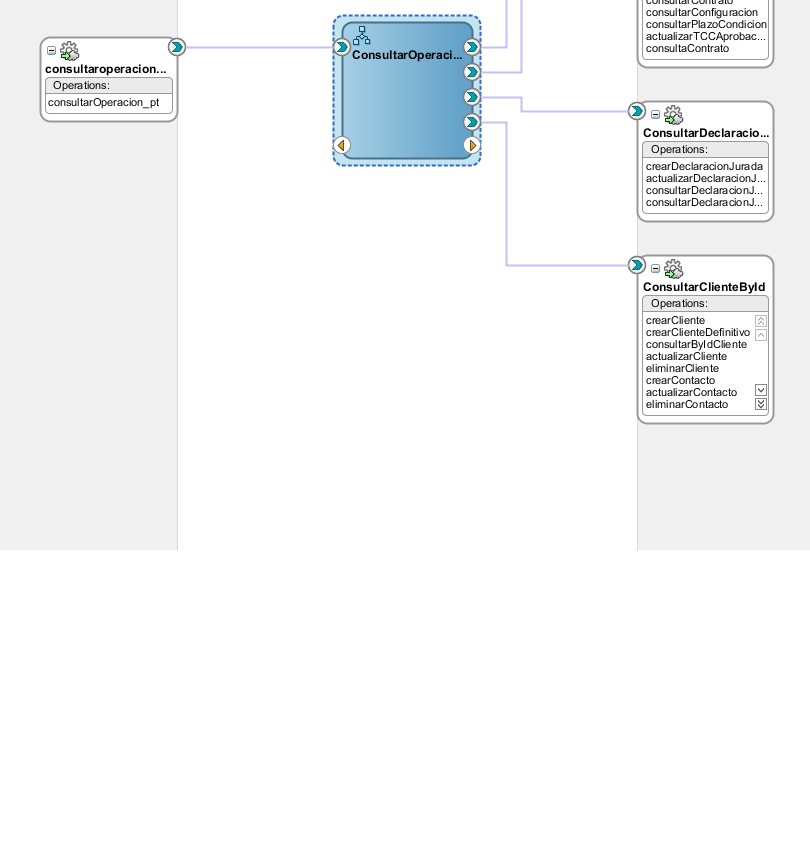 consultarContrato
consultarConfiguracion
consultarPlazoCondicion
actualizarTCCAprobac...
consultaContrato
consultaroperacion...
Operations:
consultarOperacion_pt
ConsultarOperaci...
ConsultarDeclaracio...
Operations:
crearDeclaracionJurada
actualizarDeclaracionJ...
consultarDeclaracionJ...
consultarDeclaracionJ...
ConsultarClienteById
Operations:
crearCliente
crearClienteDefinitivo
consultarByIdCliente
actualizarCliente
eliminarCliente
crearContacto
actualizarContacto
eliminarContacto